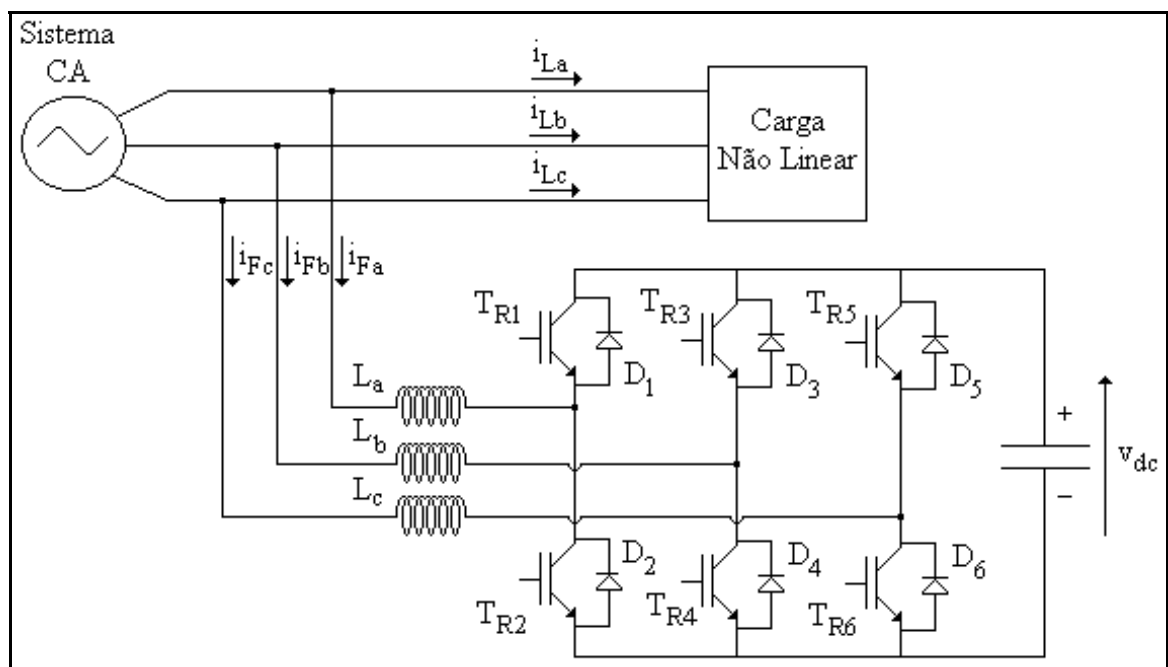 Sistema
CA
iLa
iLb
iLc
Carga
Não Linear
iFc
iFb
iFa
TR1
D1
TR3
D3
TR5
D5
La
Lb
Lc
+
−
vdc
TR2
D2
TR4
D4
TR6
D6